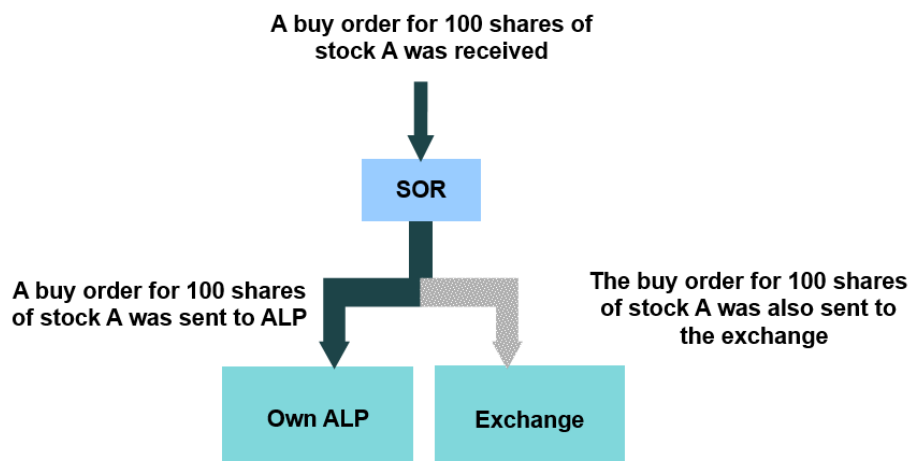 A buy order for 100 shares of
stock A was received
SOR
A buy order for 100 shares
of stock A was sent to ALP
The buy order for 100 shares
of stock A was also sent to
the exchange
Own ALP
Exchange